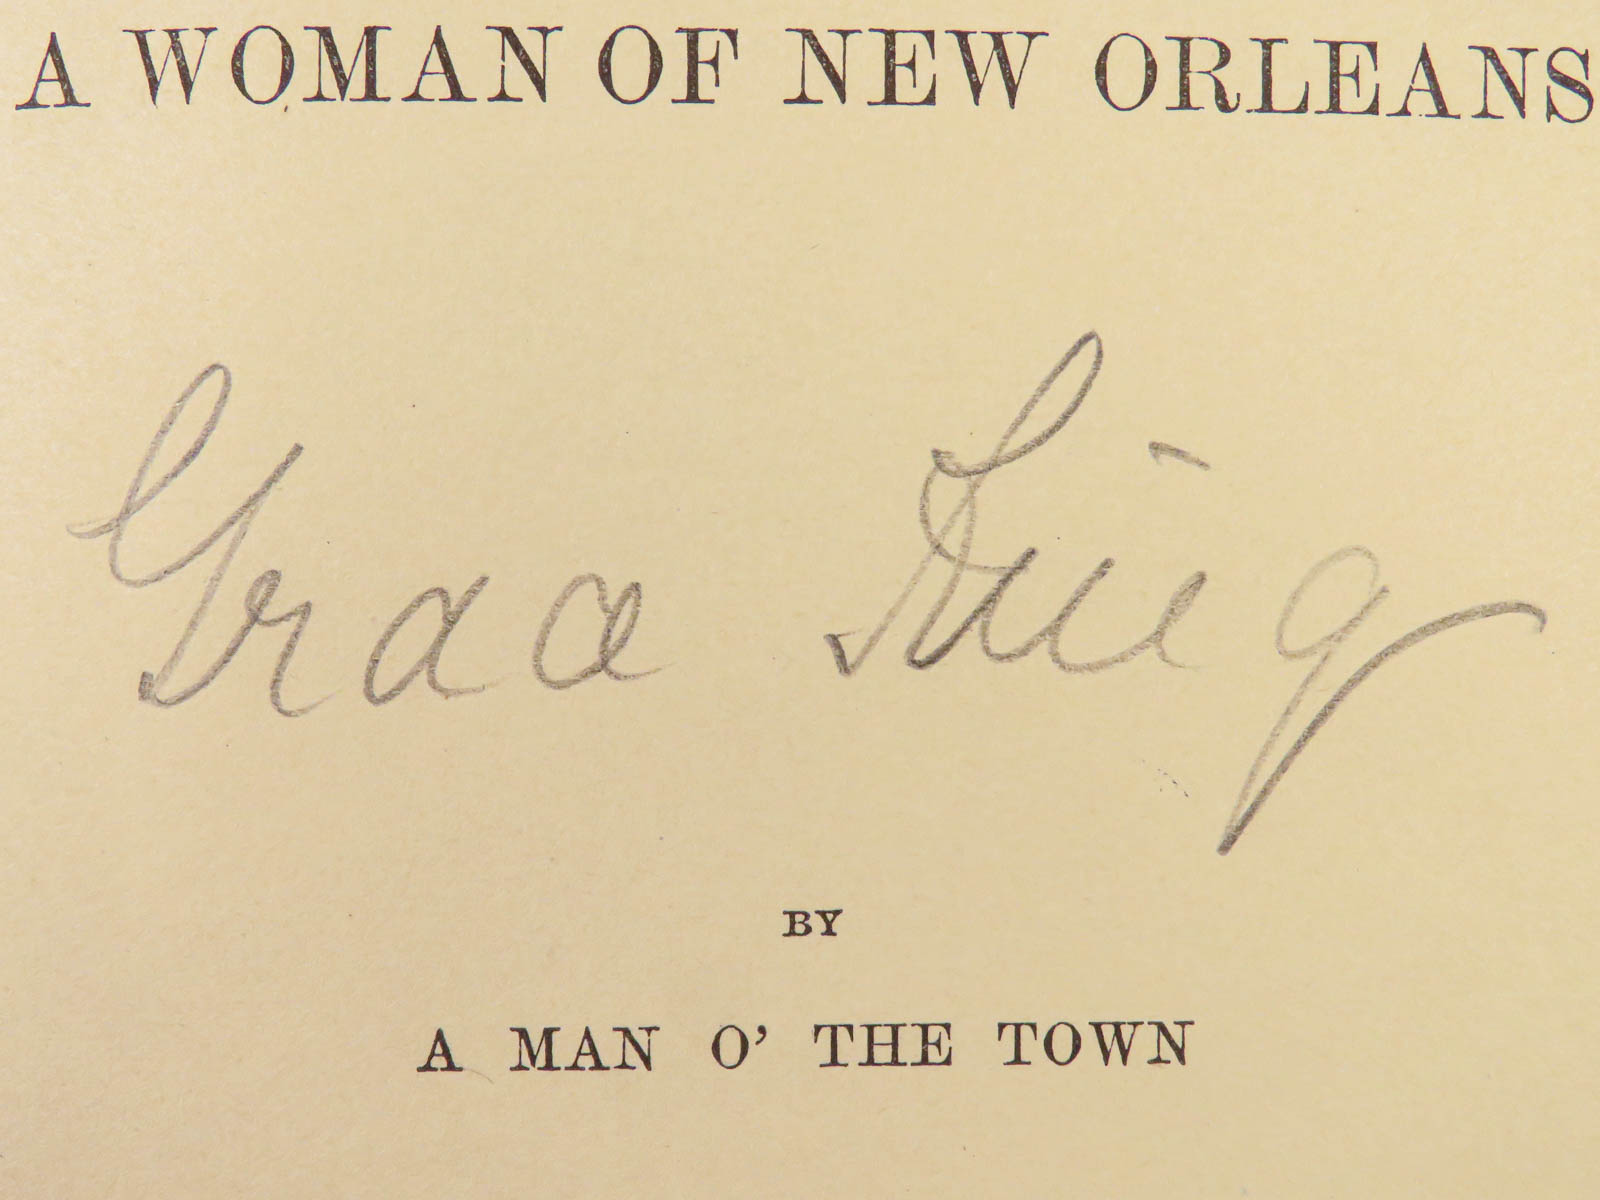 A WOMAN OF NEW ORLEANS
Grace King
BY
A MAN O' THE TOWN